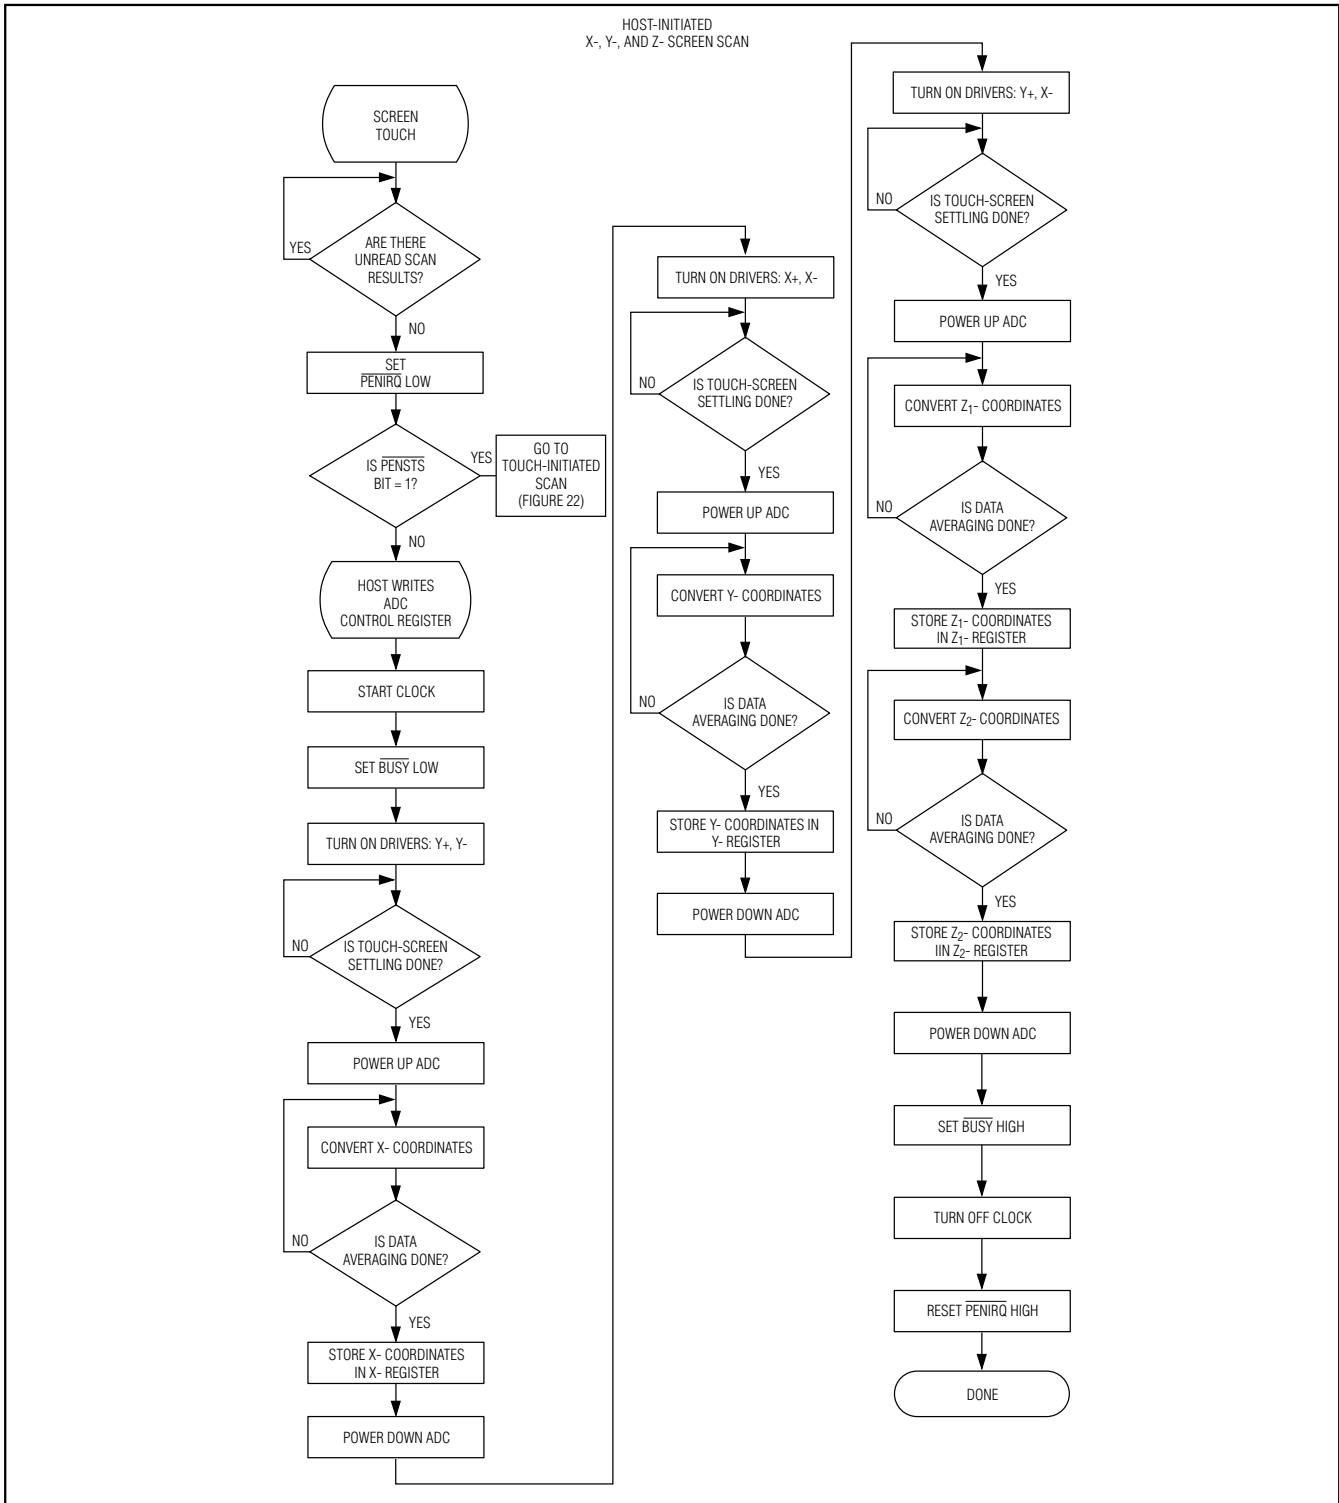 HOST-INITIATED
X-, Y-, AND Z- SCREEN SCAN
SCREEN
TOUCH
YES
ARE THERE
UNREAD SCAN
RESULTS?
NO
SET
PENIRQ LOW
IS PENSTS
BIT = 1?
YES
GO TO
TOUCH-INITIATED
SCAN
(FIGURE 22)
NO
HOST WRITES
ADC
CONTROL REGISTER
START CLOCK
SET BUSY LOW
TURN ON DRIVERS: Y+, Y-
NO
IS TOUCH-SCREEN
SETTLING DONE?
YES
POWER UP ADC
CONVERT X- COORDINATES
NO
IS DATA
AVERAGING DONE?
YES
STORE X- COORDINATES
IN X- REGISTER
POWER DOWN ADC
TURN ON DRIVERS: X+, X-
NO
IS TOUCH-SCREEN
SETTLING DONE?
YES
POWER UP ADC
CONVERT Y- COORDINATES
NO
IS DATA
AVERAGING DONE?
YES
STORE Y- COORDINATES IN
Y- REGISTER
POWER DOWN ADC
TURN ON DRIVERS: Y+, X-
NO
IS TOUCH-SCREEN
SETTLING DONE?
YES
POWER UP ADC
CONVERT Z1- COORDINATES
NO
IS DATA
AVERAGING DONE?
YES
STORE Z1- COORDINATES
IN Z1- REGISTER
CONVERT Z2- COORDINATES
NO
IS DATA
AVERAGING DONE?
YES
STORE Z2- COORDINATES
IIN Z2- REGISTER
POWER DOWN ADC
SET BUSY HIGH
TURN OFF CLOCK
RESET PENIRQ HIGH
DONE